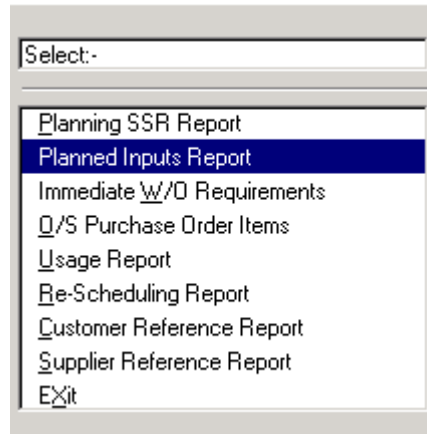 Select:-
Planning SSR Report
Planned Inputs Report
Immediate W/O Requirements
O/S Purchase Order Items
Usage Report
Re-Scheduling Report
Customer Reference Report
Supplier Reference Report
EXit